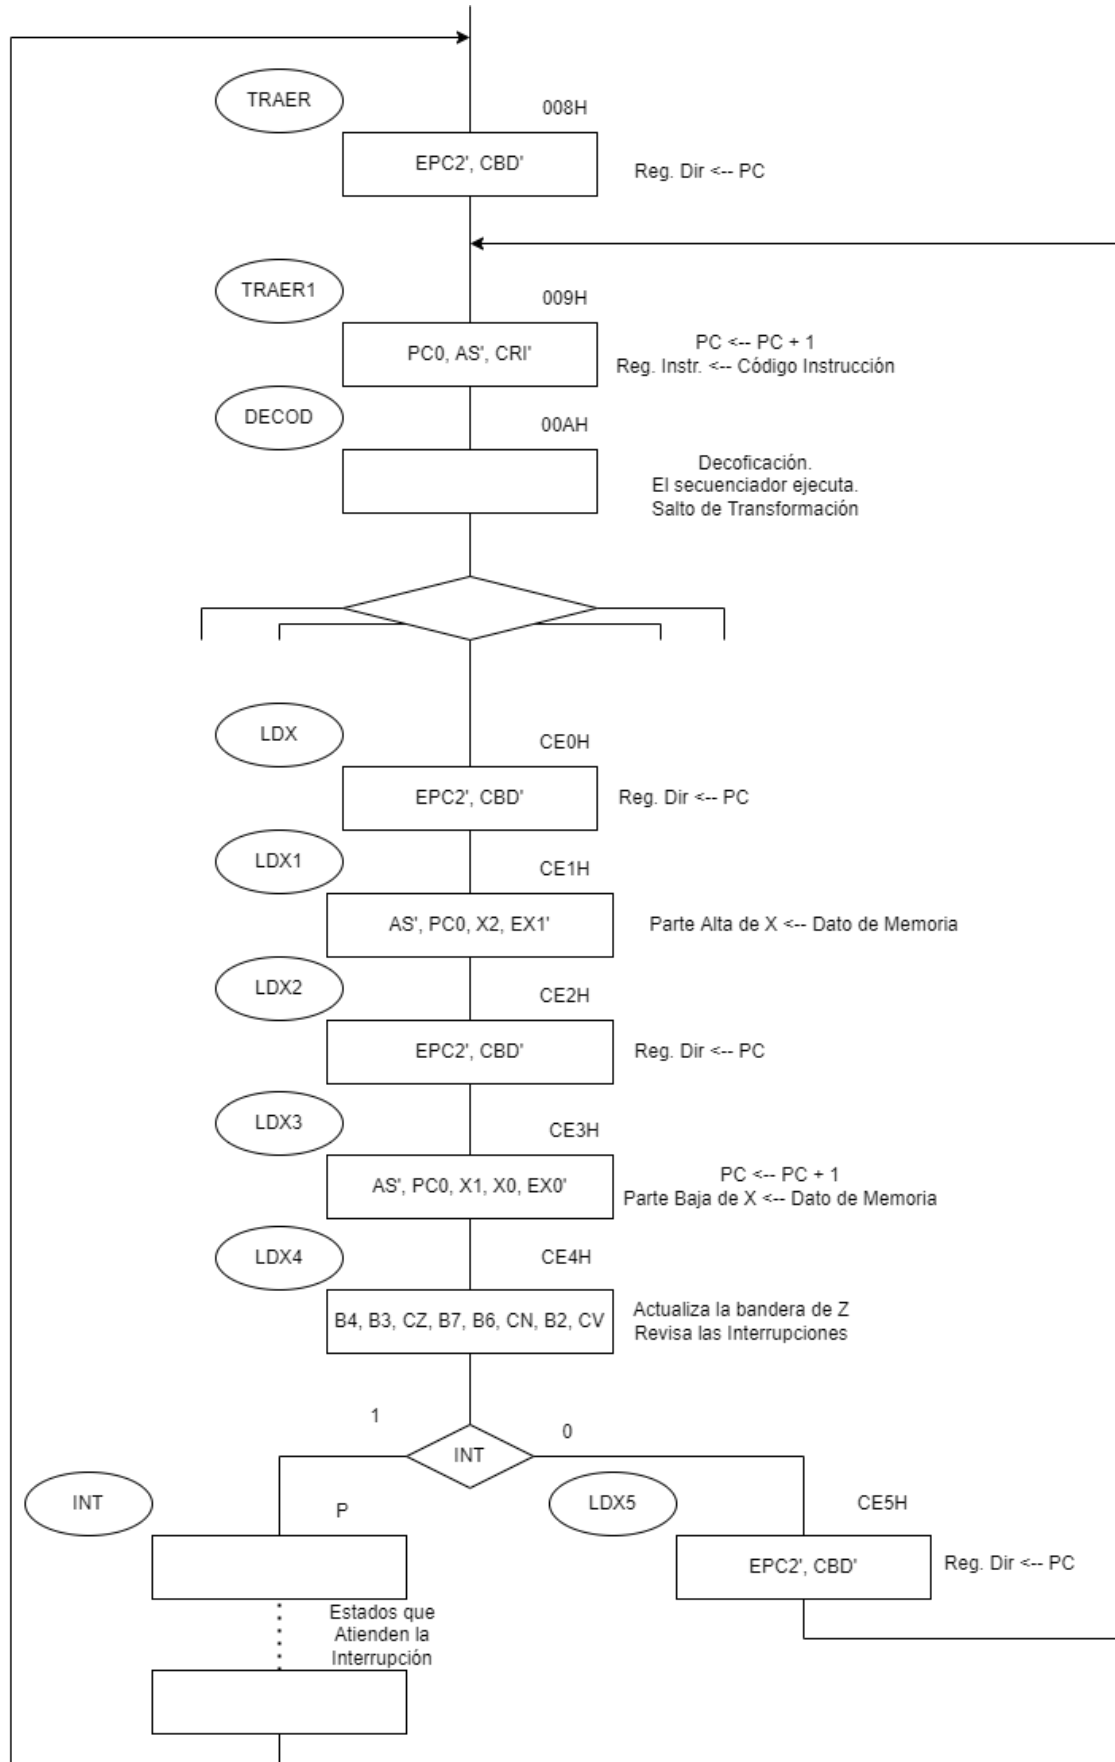 TRAER
008H
EPC2', CBD'
Reg. Dir <-- PC
TRAER1
009H
PC0, AS', CRI'
PC <-- PC + 1
Reg. Instr. <-- Código Instrucción
DECOD
00AH
Decoficación.
El secuenciador ejecuta.
Salto de Transformación
LDX
CE0H
EPC2', CBD'
Reg. Dir <-- PC
LDX1
CE1H
AS', PC0, X2, EX1'
Parte Alta de X <-- Dato de Memoria
LDX2
CE2H
EPC2', CBD'
Reg. Dir <-- PC
LDX3
CE3H
AS', PC0, X1, X0, EX0'
PC <-- PC + 1
Parte Baja de X <-- Dato de Memoria
LDX4
CE4H
B4, B3, CZ, B7, B6, CN, B2, CV
Actualiza la bandera de Z
Revisa las Interrupciones
1
INT
0
INT
P
LDX5
CE5H
EPC2', CBD'
Reg. Dir <-- PC
Estados que
Atienden la
Interrupción